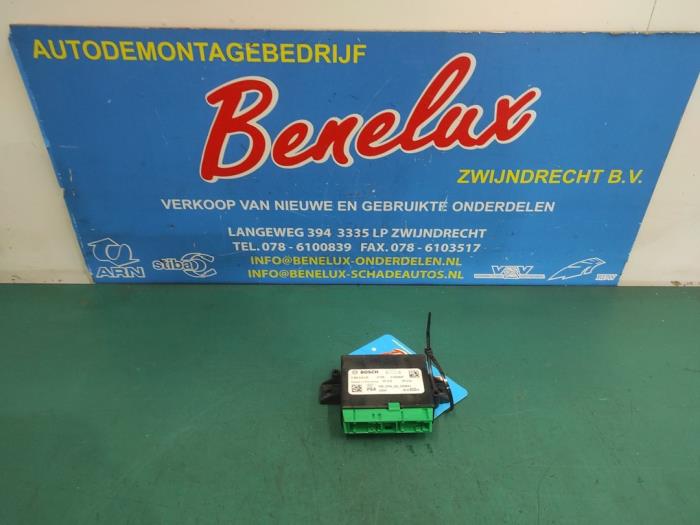 AUTODEMONTAGEBEDRIJF
Benelux
ZWIJNDRECHT B.V.
VERKOOP VAN NIEUWE EN GEBRUIKTE ONDERDELEN
LANGEWEG 394 3335 LP ZWIJNDRECHT
TEL. 078 - 6100839 FAX. 078 - 6103517
INFO@BENELUX-ONDERDELEN.NL
INFO@BENELUX-SCHADEAUTOS.NL
ARN
stiba
BOSCH
PSA